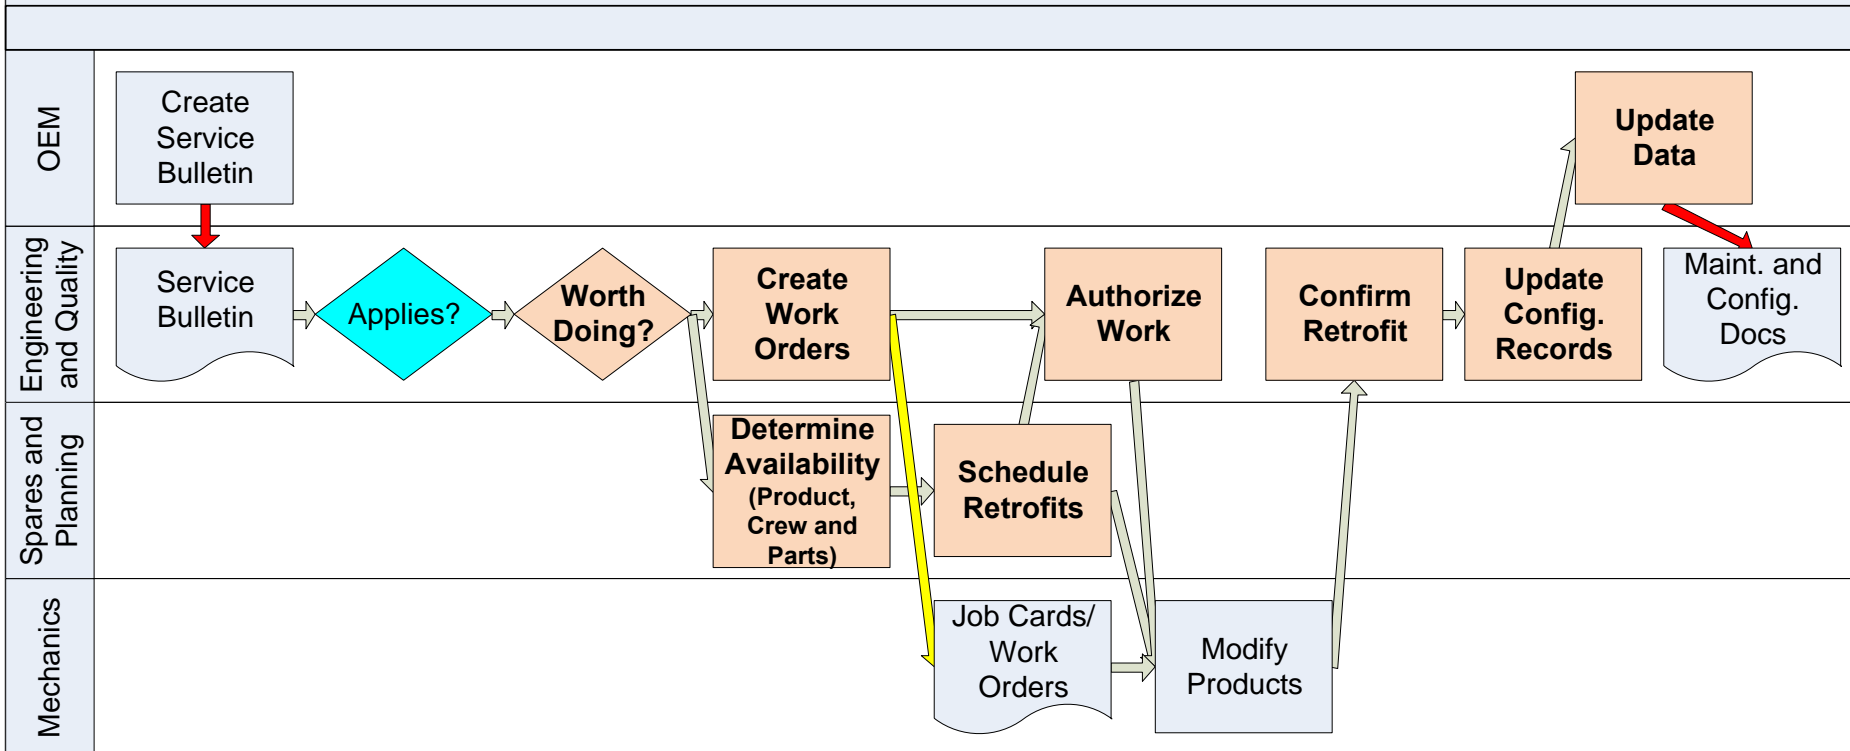 OEM
Create
Service
Bulletin
Update
Data
Engineering
and Quality
Service
Bulletin
Applies?
Worth
Doing?
Create
Work
Orders
Authorize
Work
Confirm
Retrofit
Update
Config.
Records
Maint. and
Config.
Docs
Spares and
Planning
Determine
Availability
(Product,
Crew and
Parts)
Schedule
Retrofits
Mechanics
Job Cards/
Work
Orders
Modify
Products